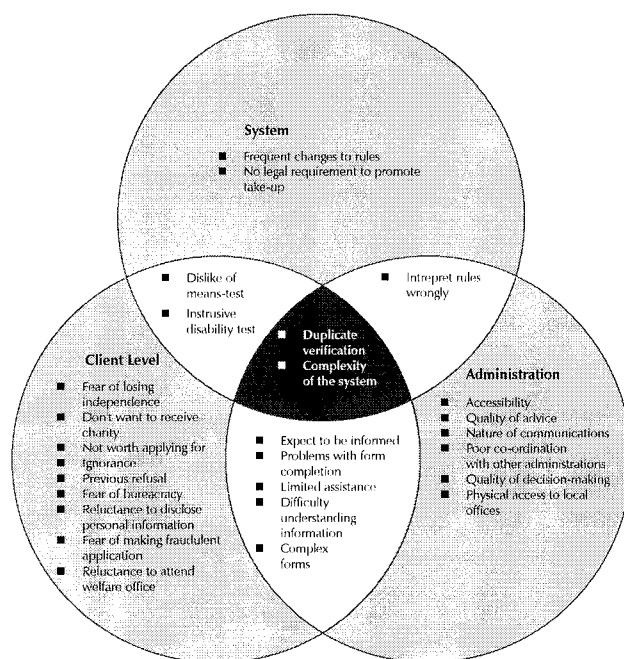 System
■ Frequent changes to rules
■ No legal requirement to promote
take-up
■ Dislike of
means-test
■ Instrusive
disability test
■ Intrepret rules
wrongly
■ Duplicate
verification
■ Complexity
of the system
Client Level
■ Fear of losing
independence
■ Don't want to receive
charity
■ Not worth applying for
■ Ignorance
■ Previous refusal
■ Fear of bureacracy
■ Reluctance to disclose
personal information
■ Fear of making fraudulent
application
■ Reluctance to attend
welfare office
■ Expect to be informed
■ Problems with form
completion
■ Limited assistance
■ Difficulty
understanding
information
■ Complex
forms
Administration
■ Accessibility
■ Quality of advice
■ Nature of communications
■ Poor co-ordination
with other administrations
■ Quality of decision-making
■ Physical access to local
offices